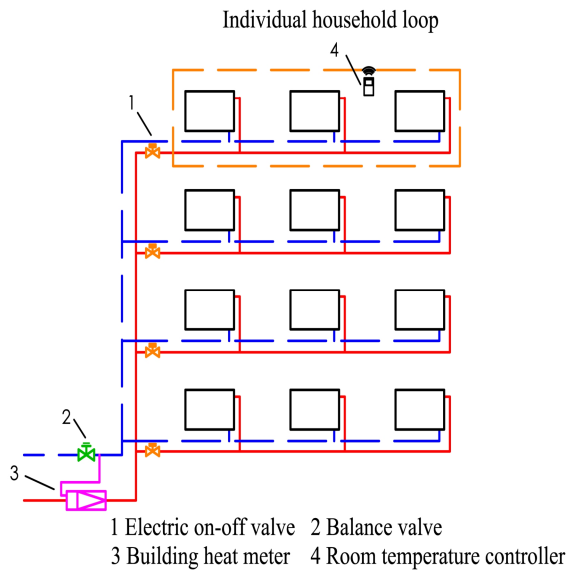 Individual household loop
4
1
2
3
1 Electric on-off valve 2 Balance valve
3 Building heat meter 4 Room temperature controller